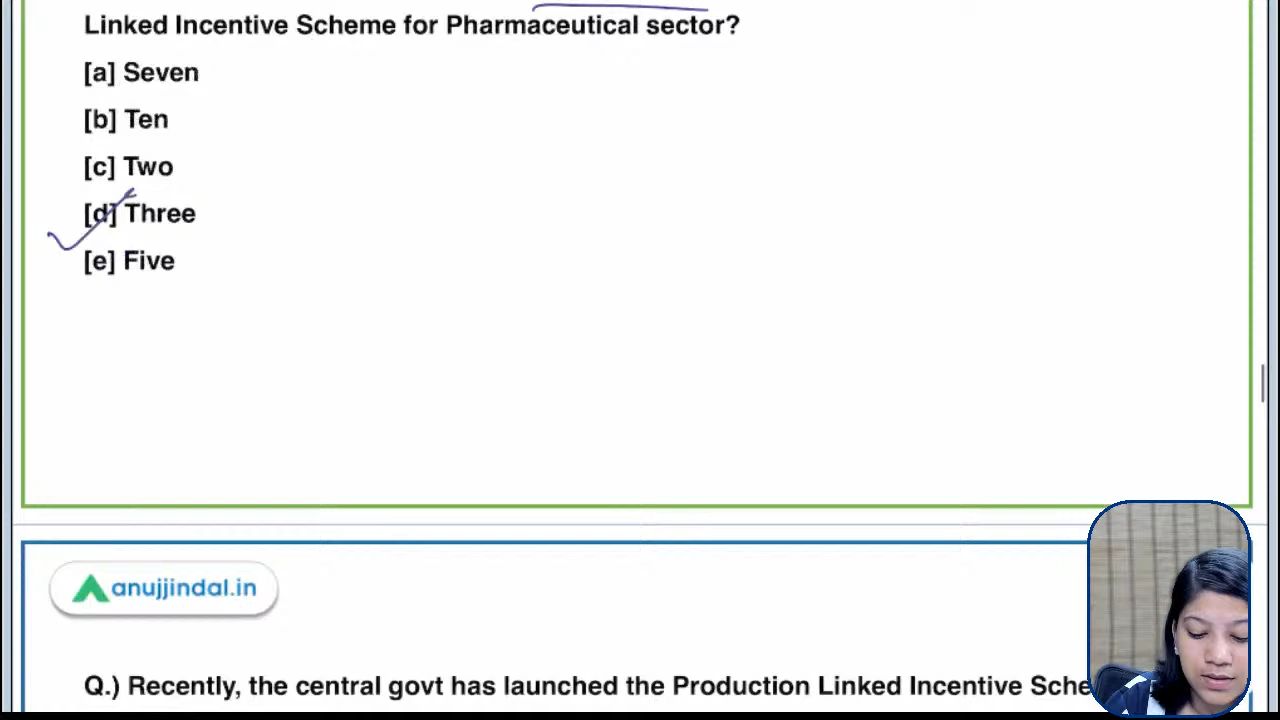 Linked Incentive Scheme for Pharmaceutical sector?
[a] Seven
[b] Ten
[c] Two
[d] Three
[e] Five
anujjindal.in
Q.) Recently, the central govt has launched the Production Linked Incentive Sche